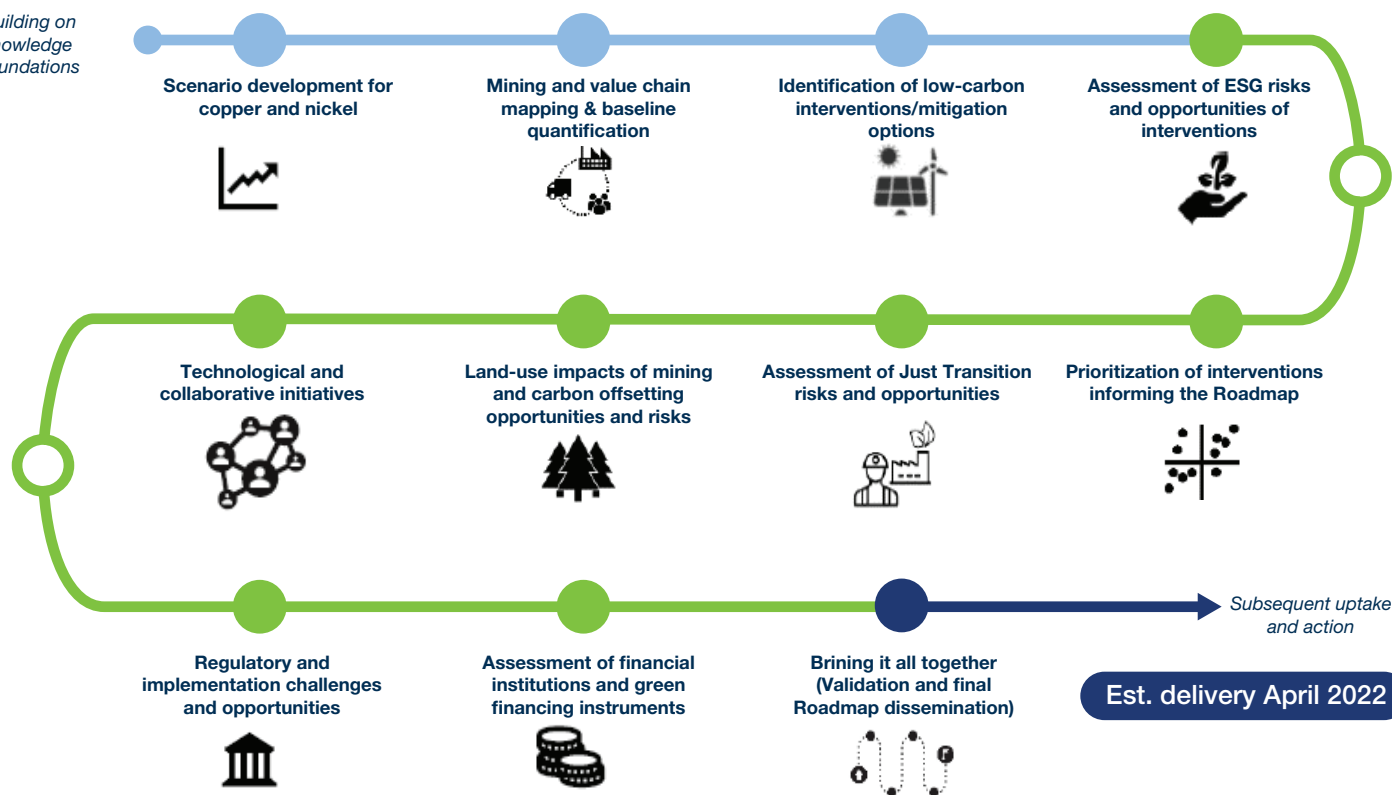 uilding on
nowledge
undations
Scenario development for
copper and nickel
Mining and value chain
mapping & baseline
quantification
Identification of low-carbon
interventions/mitigation
options
Assessment of ESG risks
and opportunities of
interventions
Technological and
collaborative initiatives
Land-use impacts of mining
and carbon offsetting
opportunities and risks
Assessment of Just Transition
risks and opportunities
Prioritization of interventions
informing the Roadmap
Regulatory and
implementation challenges
and opportunities
Assessment of financial
institutions and green
financing instruments
Brining it all together
(Validation and final
Roadmap dissemination)
Subsequent uptake
and action
Est. delivery April 2022